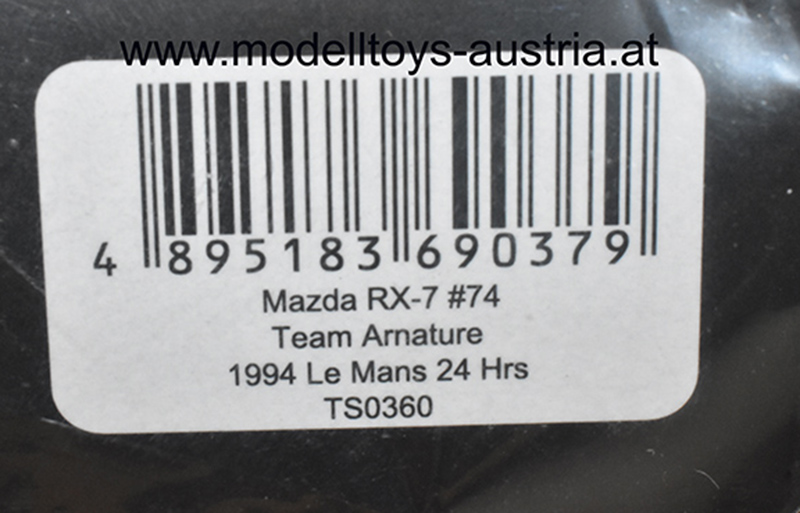 www.modelltoys-austria.at
4 895183 690379
Mazda RX-7 #74
Team Arnature
1994 Le Mans 24 Hrs
TS0360